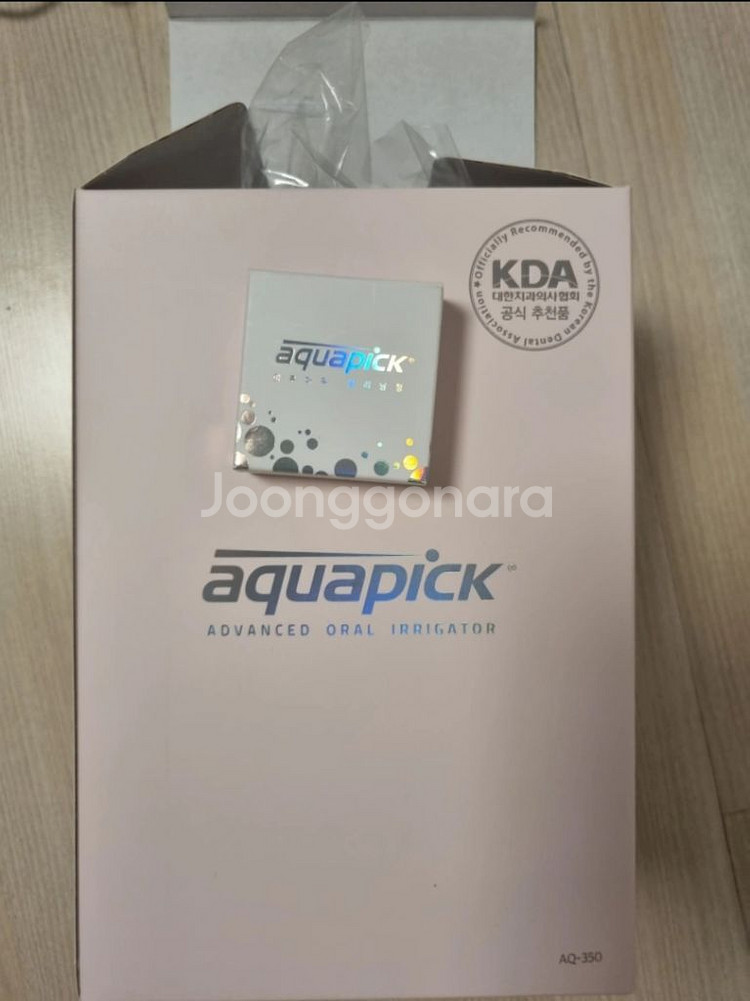 Officially Recommended by the Korean Dental Association
KDA
대한치과의사협회
공식 추천품
aquapick
Joonggonara
aquapick
ADVANCED ORAL IRRIGATOR
AQ-350